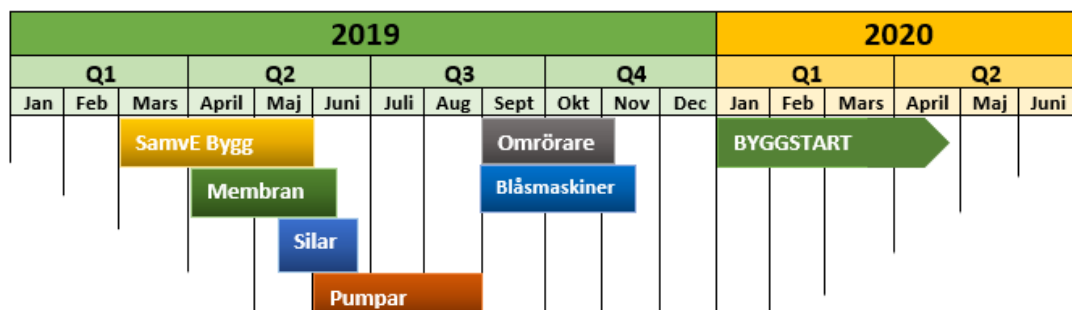 2019 2020
Q1 Q2 Q3 Q4 Q1 Q2
Jan Feb Mars April Maj Juni Juli Aug Sept Okt Nov Dec Jan Feb Mars April Maj Juni
SamvE Bygg Omrörare BYGGSTART
Membran Blåsmaskiner
Silar
Pumpar